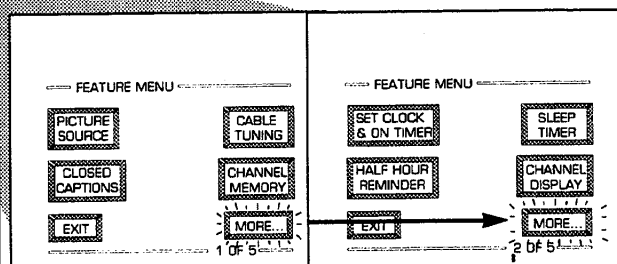 FEATURE MENU
PICTURE
SOURCE
CABLE
TUNING
CLOSED
CAPTIONS
CHANNEL
MEMORY
EXIT
MORE...
1 OF 5
FEATURE MENU
SET CLOCK
& ON TIMER
SLEEP
TIMER
HALF HOUR
REMINDER
CHANNEL
DISPLAY
EXIT
MORE...
2 OF 5